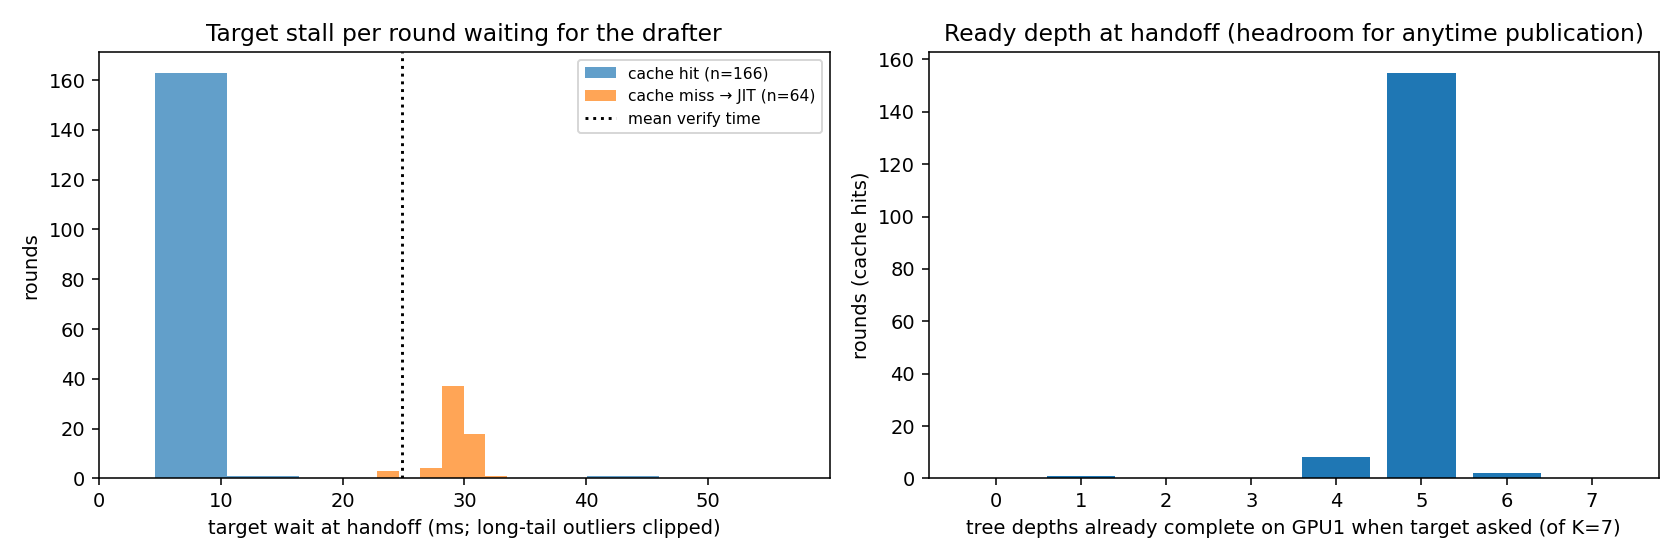 Target stall per round waiting for the drafter
cache hit (n=166)
cache miss → JIT (n=64)
mean verify time
rounds
160
140
120
100
80
60
40
20
0
0 10 20 30 40 50
target wait at handoff (ms; long-tail outliers clipped)
Ready depth at handoff (headroom for anytime publication)
rounds (cache hits)
160
140
120
100
80
60
40
20
0
0 1 2 3 4 5 6 7
tree depths already complete on GPU1 when target asked (of K=7)